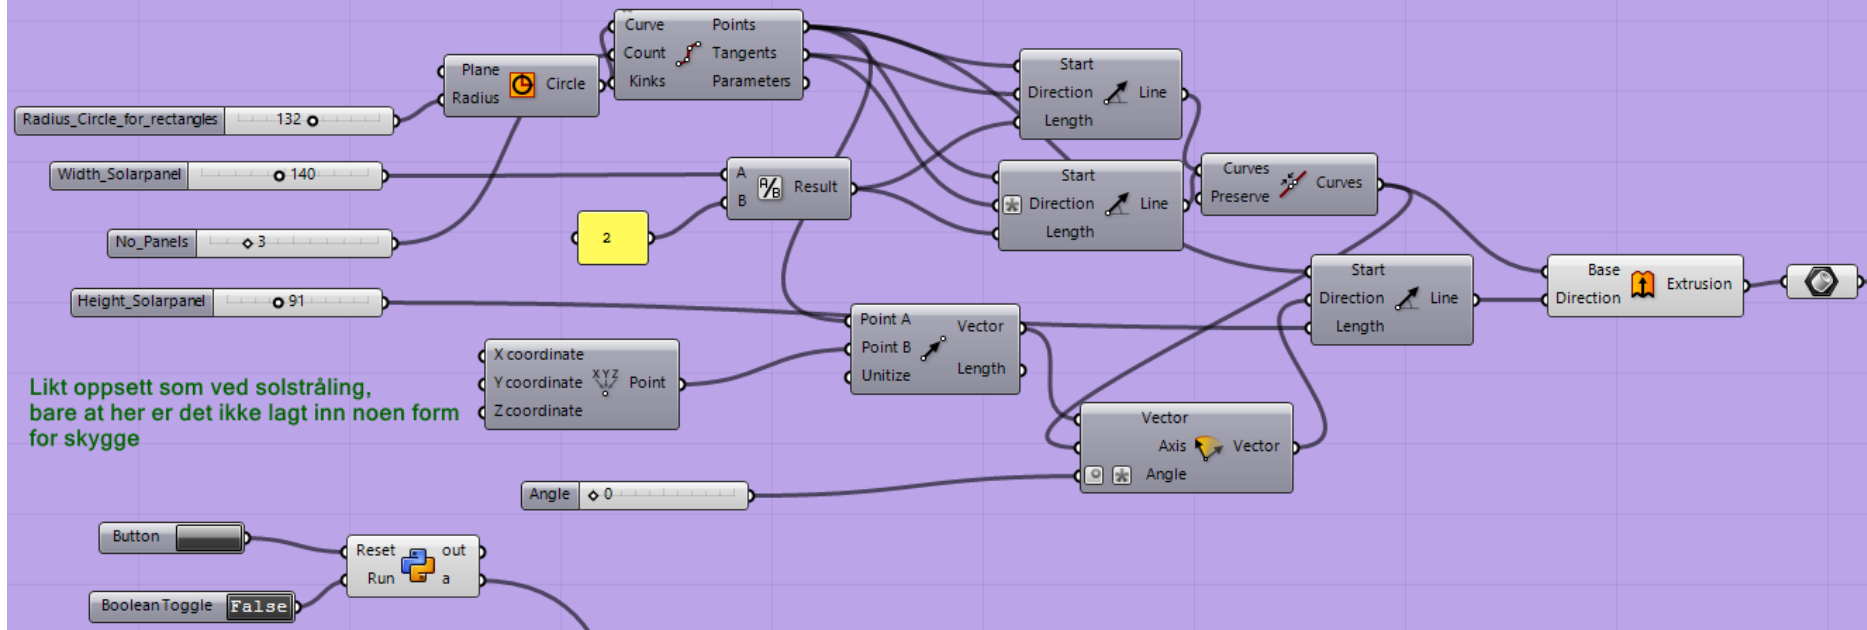 Curve Points
Count Tangents
Kinks Parameters
Plane
Radius Circle
Start
Direction Line
Length
Radius_Circle_for_rectangles 132
Width_Solarpanel 140
A
B A/B Result
Start
Direction Line
Length
Curves Curves
Preserve
2
No_Panels 3
Height_Solarpanel 91
Start
Direction Line
Length
Base
Direction Extrusion
Point A Vector
Point B
Unitize Length
X coordinate
Y coordinate XYZ Point
Z coordinate
Likt oppsett som ved solstråling,
bare at her er det ikke lagt inn noen form
for skygge
Vector
Axis Vector
Angle
Angle 0
Button
Reset out
Run a
Boolean Toggle False